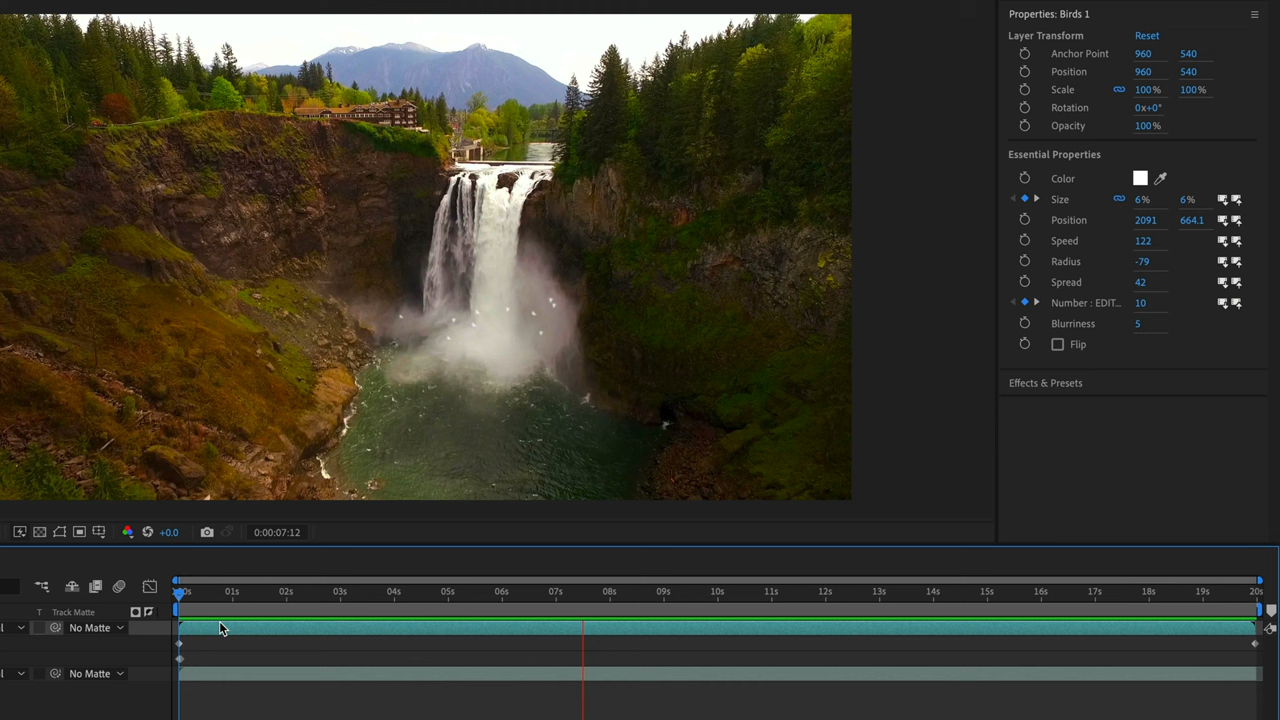 Properties: Birds 1
Layer Transform Reset
Anchor Point 960 540
Position 960 540
Scale 100% 100%
Rotation 0x+0°
Opacity 100%
Essential Properties
Color
Size 6% 6%
Position 2091 664.1
Speed 122
Radius -79
Spread 42
Number : EDIT... 10
Blurriness 5
Flip
Effects & Presets
+0.0 0:00:07:12
01s 02s 03s 04s 05s 06s 07s 08s 09s 10s 11s 12s 13s 14s 15s 16s 17s 18s 19s 20s
T Track Matte
No Matte
No Matte